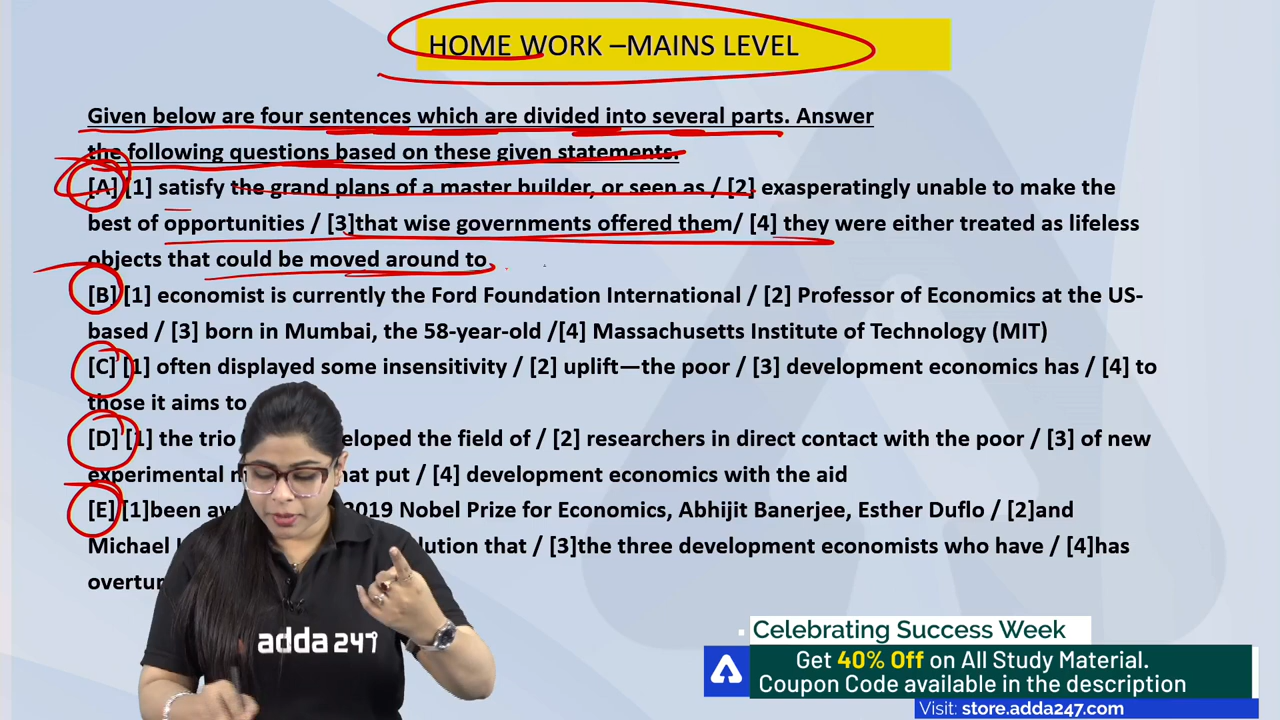 HOME WORK –MAINS LEVEL
Given below are four sentences which are divided into several parts. Answer
the following questions based on these given statements.
[A] [1] satisfy the grand plans of a master builder, or seen as / [2] exasperatingly unable to make the
best of opportunities / [3]that wise governments offered them/ [4] they were either treated as lifeless
objects that could be moved around to
[B] [1] economist is currently the Ford Foundation International / [2] Professor of Economics at the US-
based / [3] born in Mumbai, the 58-year-old /[4] Massachusetts Institute of Technology (MIT)
[C] [1] often displayed some insensitivity / [2] uplift—the poor / [3] development economics has / [4] to
those it aims to
[D] [1] the trio the field of / [2] researchers in direct contact with the poor / [3] of new
experimental that put / [4] development economics with the aid
[E] [1]been 2019 Nobel Prize for Economics, Abhijit Banerjee, Esther Duflo / [2]and
Michael that / [3]the three development economists who have / [4]has
adda 247
Celebrating Success Week
Get 40% Off on All Study Material.
Coupon Code available in the description
Visit: store.adda247.com